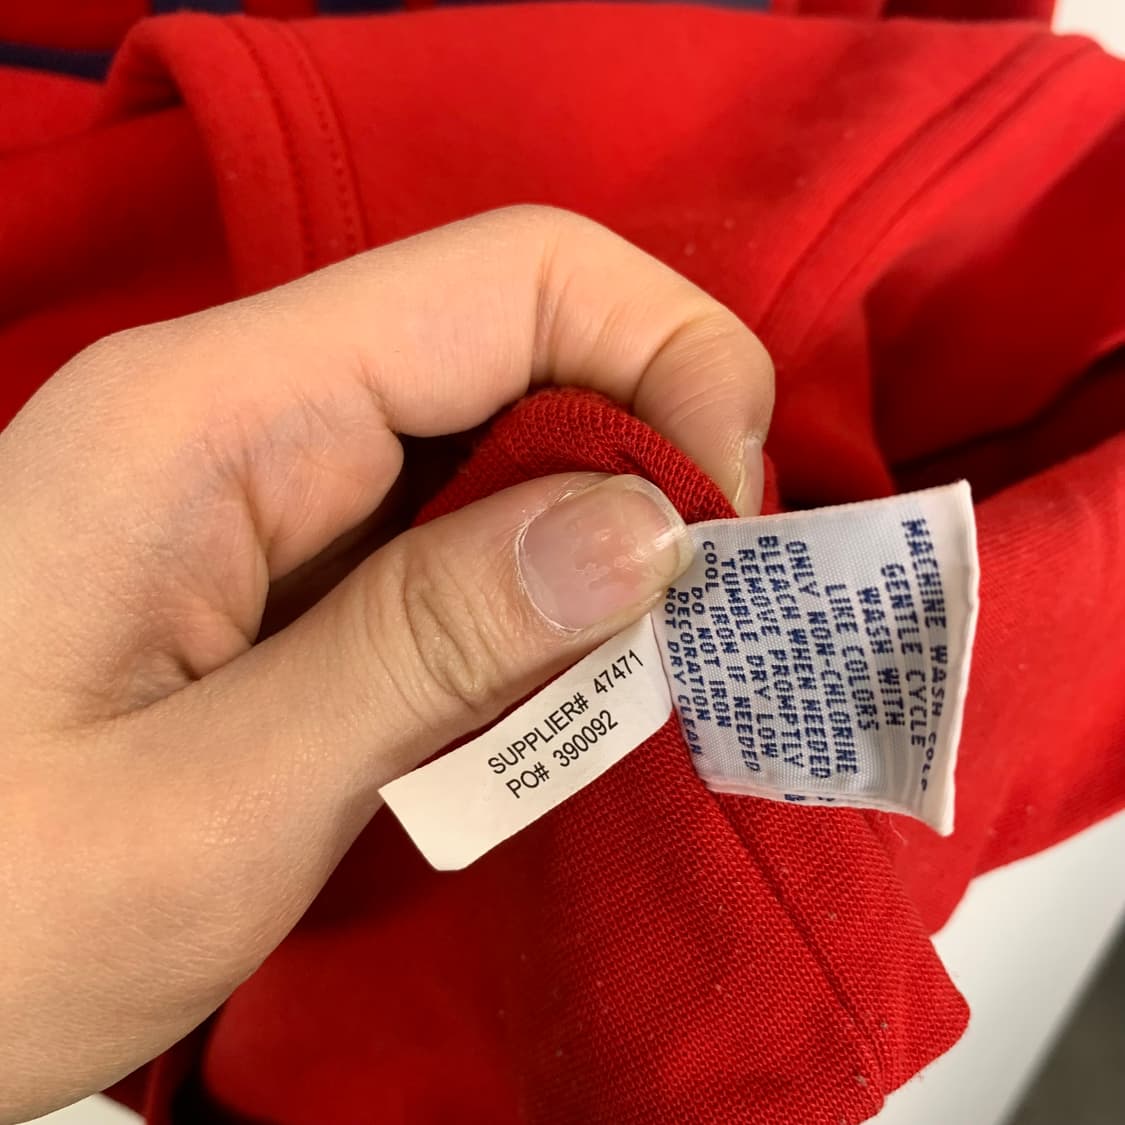 SUPPLIER# 47471
PO# 390092
MACHINE WASH COLD
GENTLE CYCLE
WASH WITH
LIKE COLORS
ONLY NON-CHLORINE
BLEACH WHEN NEEDED
REMOVE PROMPTLY
TUMBLE DRY LOW
COOL IRON IF NEEDED
DO NOT IRON
DECORATION
NOT DRY CLEAN